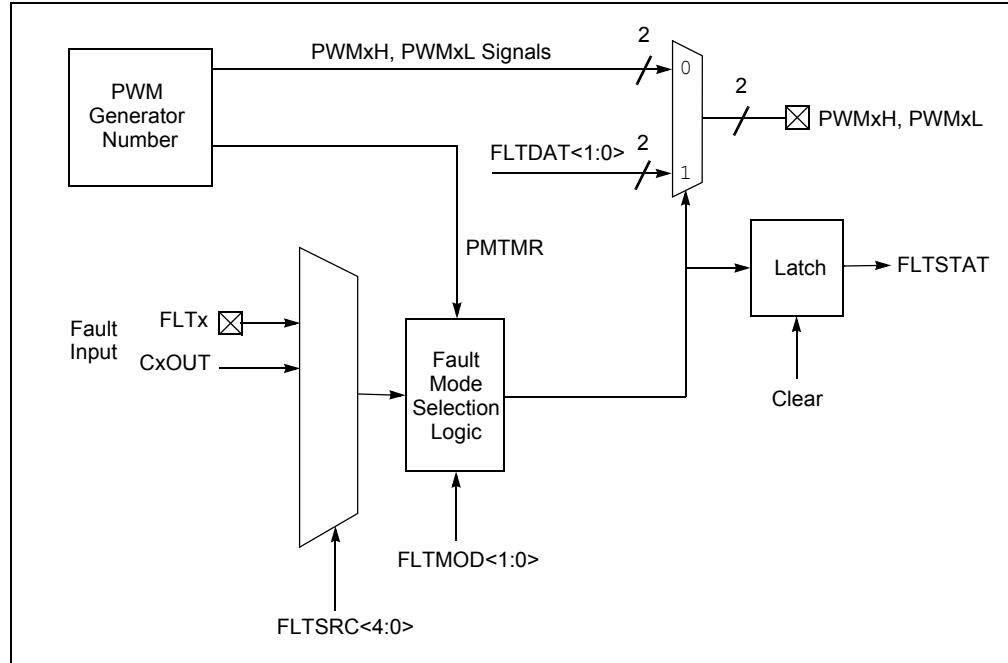 PWM
Generator
Number
PWMxH, PWMxL Signals
2
0
2
PWMxH, PWMxL
FLTDAT<1:0>
2
1
PMTMR
Latch
FLTSTAT
Clear
Fault
Input
FLTx
CxOUT
Fault
Mode
Selection
Logic
FLTMOD<1:0>
FLTSRC<4:0>